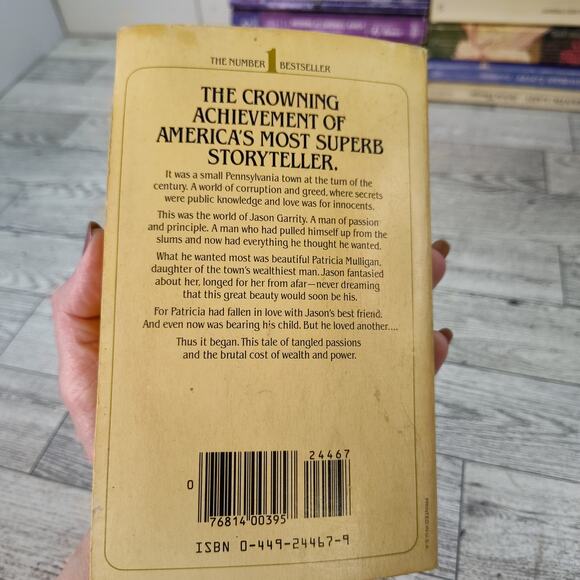 THE NUMBER 1 BESTSELLER
THE CROWNING
ACHIEVEMENT OF
AMERICA'S MOST SUPERB
STORYTELLER.
It was a small Pennsylvania town at the turn of the
century. A world of corruption and greed, where secrets
were public knowledge and love was for innocents.
This was the world of Jason Garrity. A man of passion
and principle. A man who had pulled himself up from the
slums and now had everything he thought he wanted.
What he wanted most was beautiful Patricia Mulligan,
daughter of the town's wealthiest man. Jason fantasied
about her, longed for her from afar—never dreaming
that this great beauty would soon be his.
For Patricia had fallen in love with Jason's best friend.
And even now was bearing his child. But he loved another....
Thus it began. This tale of tangled passions
and the brutal cost of wealth and power.
24467
0
76814 00395
ISBN 0-449-24467-9
PRINTED IN U.S.A.